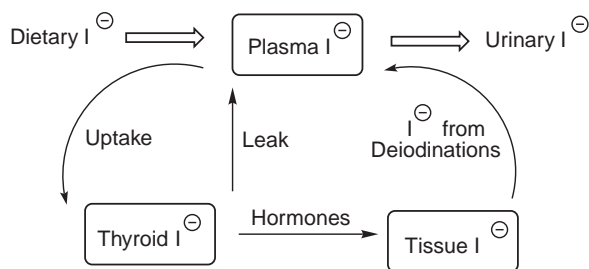 Dietary I⊖
Plasma I⊖
Urinary I⊖
Uptake
Leak
I⊖ from
Deiodinations
Thyroid I⊖
Hormones
Tissue I⊖